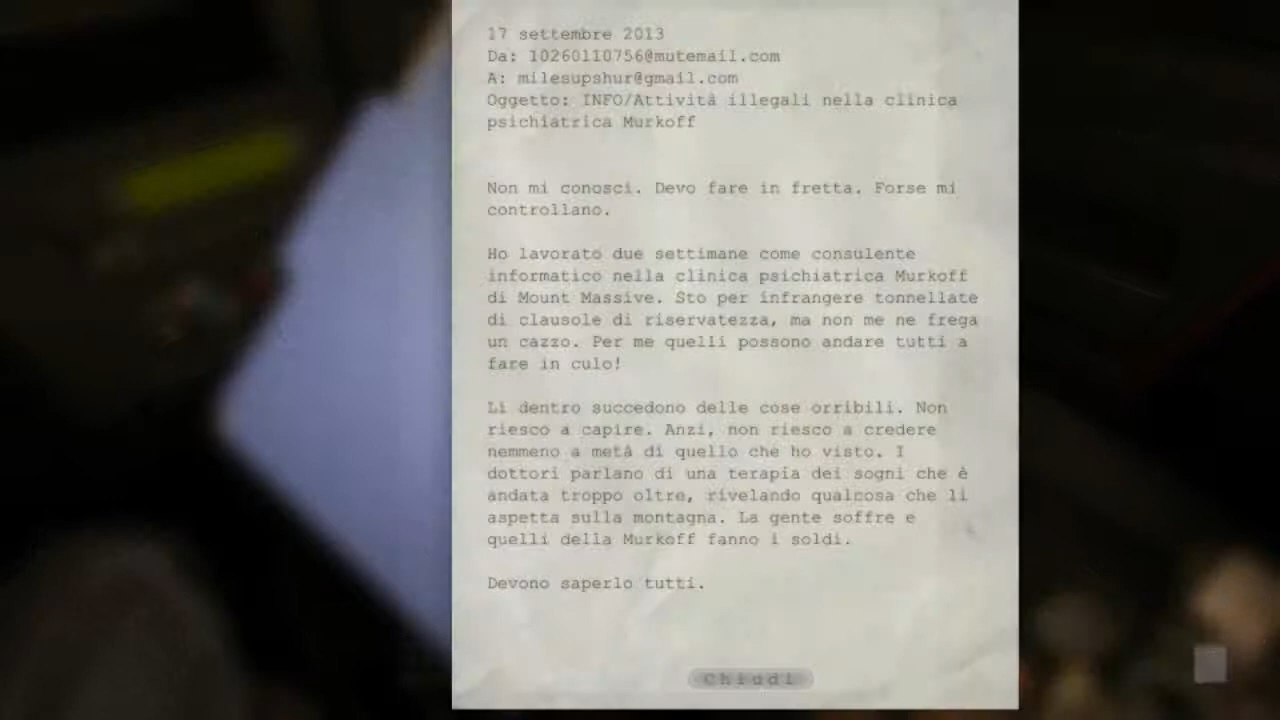 17 settembre 2013
Da: 10260110756@mutemail.com
A: milesupshur@gmail.com
Oggetto: INFO/Attività illegali nella clinica
psichiatrica Murkoff
Non mi conosci. Devo fare in fretta. Forse mi
controllano.
Ho lavorato due settimane come consulente
informatico nella clinica psichiatrica Murkoff
di Mount Massive. Sto per infrangere tonnellate
di clausole di riservatezza, ma non me ne frega
un cazzo. Per me quelli possono andare tutti a
fare in culo!
Lì dentro succedono delle cose orribili. Non
riesco a capire. Anzi, non riesco a credere
nemmeno a metà di quello che ho visto. I
dottori parlano di una terapia dei sogni che è
andata troppo oltre, rivelando qualcosa che li
aspetta sulla montagna. La gente soffre e
quelli della Murkoff fanno i soldi.
Devono saperlo tutti.
Chiudi